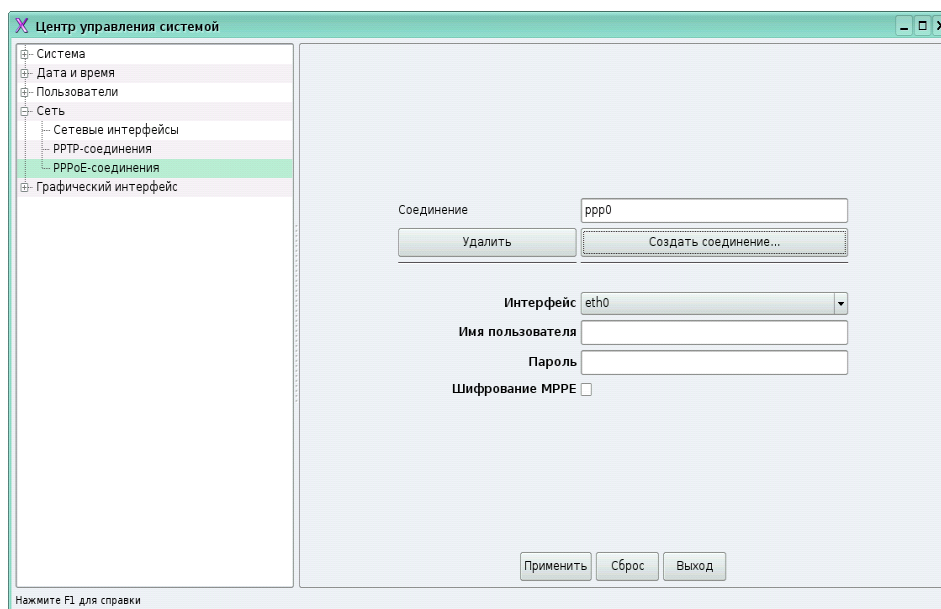 Центр управления системой
Система
Дата и время
Пользователи
Сеть
Сетевые интерфейсы
PPTP-соединения
PPPoE-соединения
Графический интерфейс
Соединение ppp0
Удалить Создать соединение...
Интерфейс eth0
Имя пользователя
Пароль
Шифрование MPPE
Применить Сброс Выход
Нажмите F1 для справки